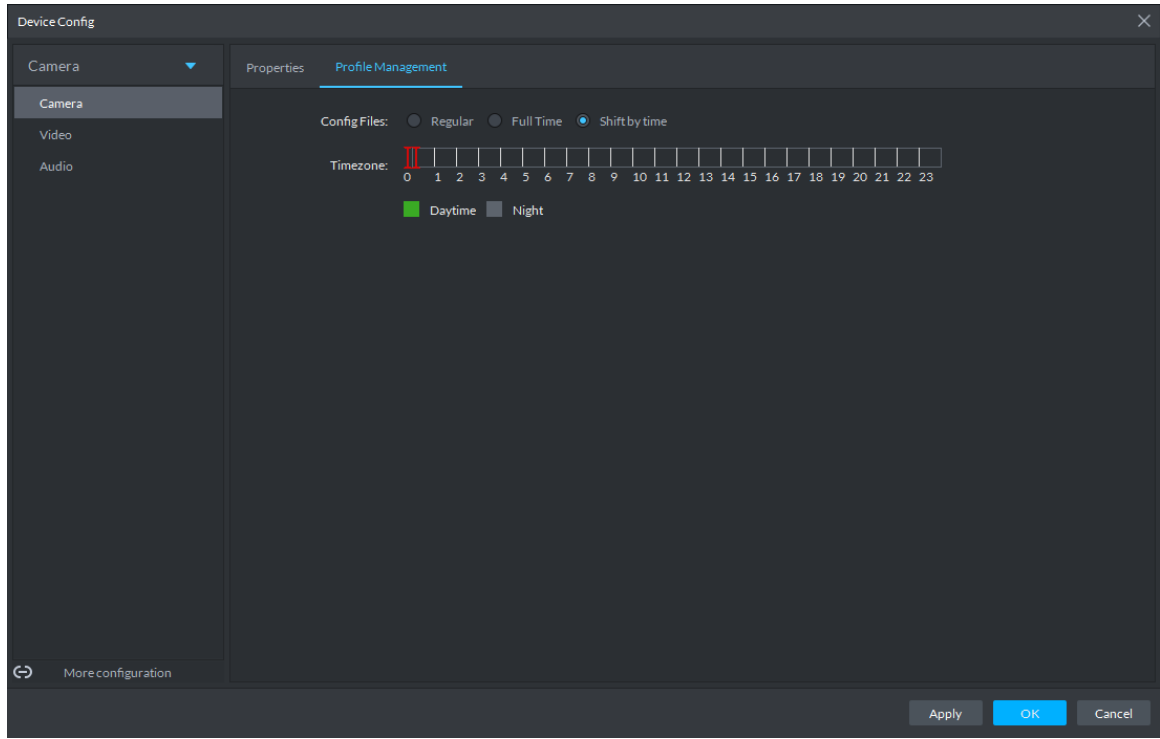 Device Config
Camera
Camera
Video
Audio
More configuration
Properties Profile Management
Config Files: Regular Full Time Shift by time
Timezone:
0 1 2 3 4 5 6 7 8 9 10 11 12 13 14 15 16 17 18 19 20 21 22 23
Daytime Night
Apply OK Cancel